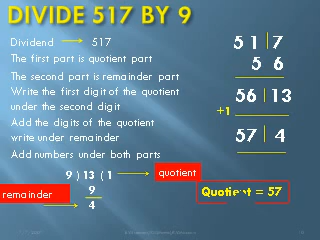 DIVIDE 517 BY 9
Dividend → 517
The first part is quotient part
The second part is remainder part
Write the first digit of the quotient
under the second digit
Add the digits of the quotient
write under remainder
Add numbers under both parts
5 1 | 7
5 6
+1
56 | 13
57 | 4
9 ) 13 ( 1
quotient
9
remainder
4
Quotient = 57